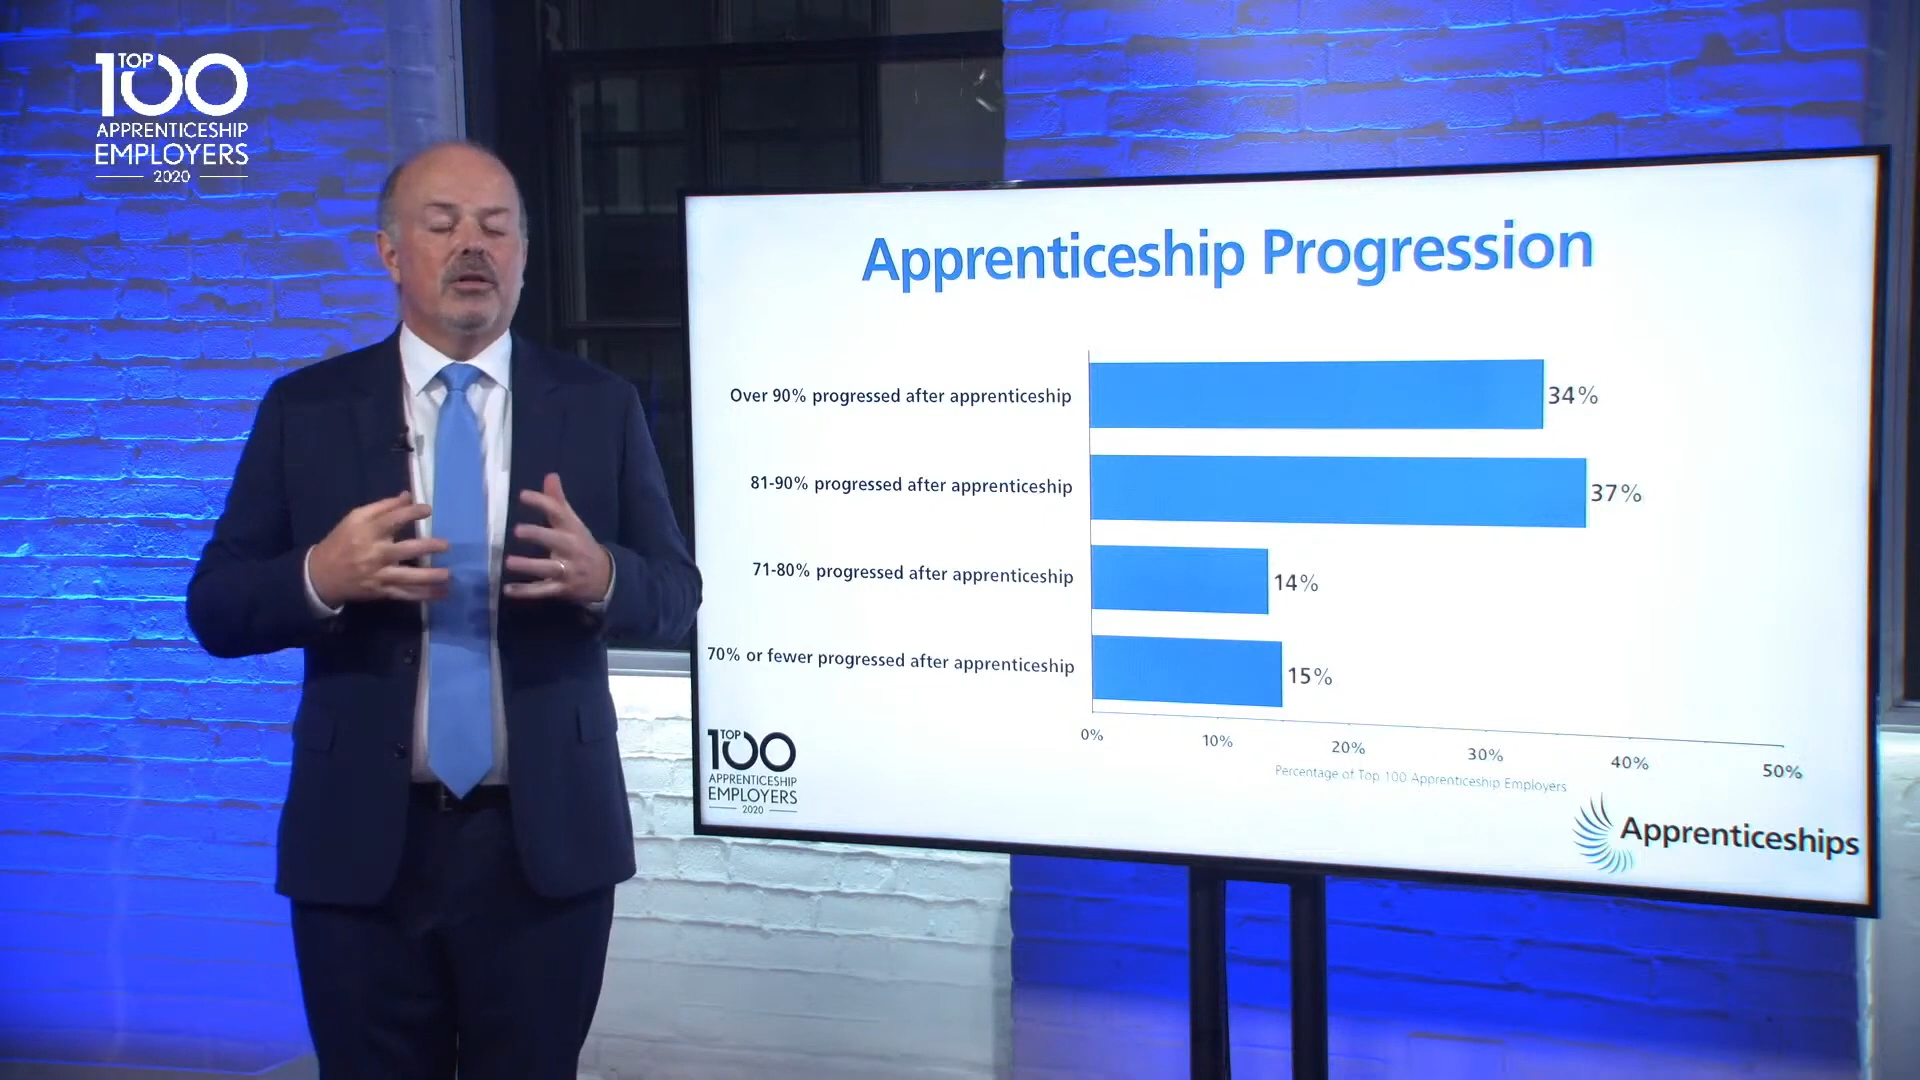 TOP
100
APPRENTICESHIP
EMPLOYERS
2020
Apprenticeship Progression
Over 90% progressed after apprenticeship
34%
81-90% progressed after apprenticeship
37%
71-80% progressed after apprenticeship
14%
70% or fewer progressed after apprenticeship
15%
0% 10% 20% 30% 40% 50%
Percentage of Top 100 Apprenticeship Employers
TOP
100
APPRENTICESHIP
EMPLOYERS
2020
Apprenticeships